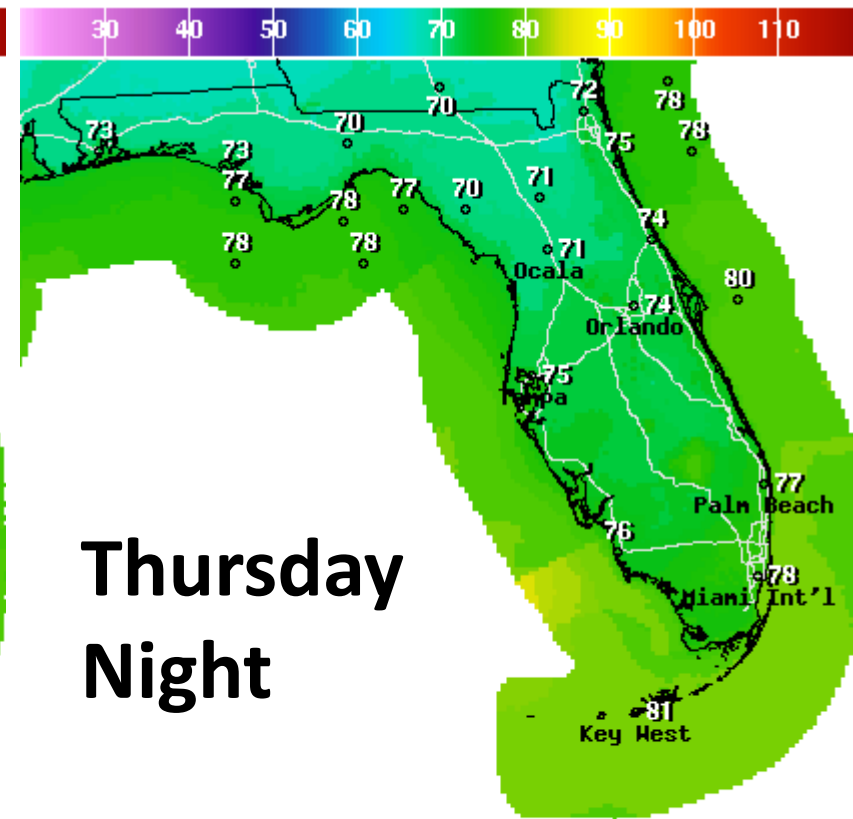 30 40 50 60 70 80 90 100 110
70 72 78
73 70 75 78
73
77 78 77 70 71
74
78 78 71
Ocala
80
74
Orlando
75
Tampa
77
Palm Beach
76
Thursday
78
Miami Int'l
Night
81
Key West